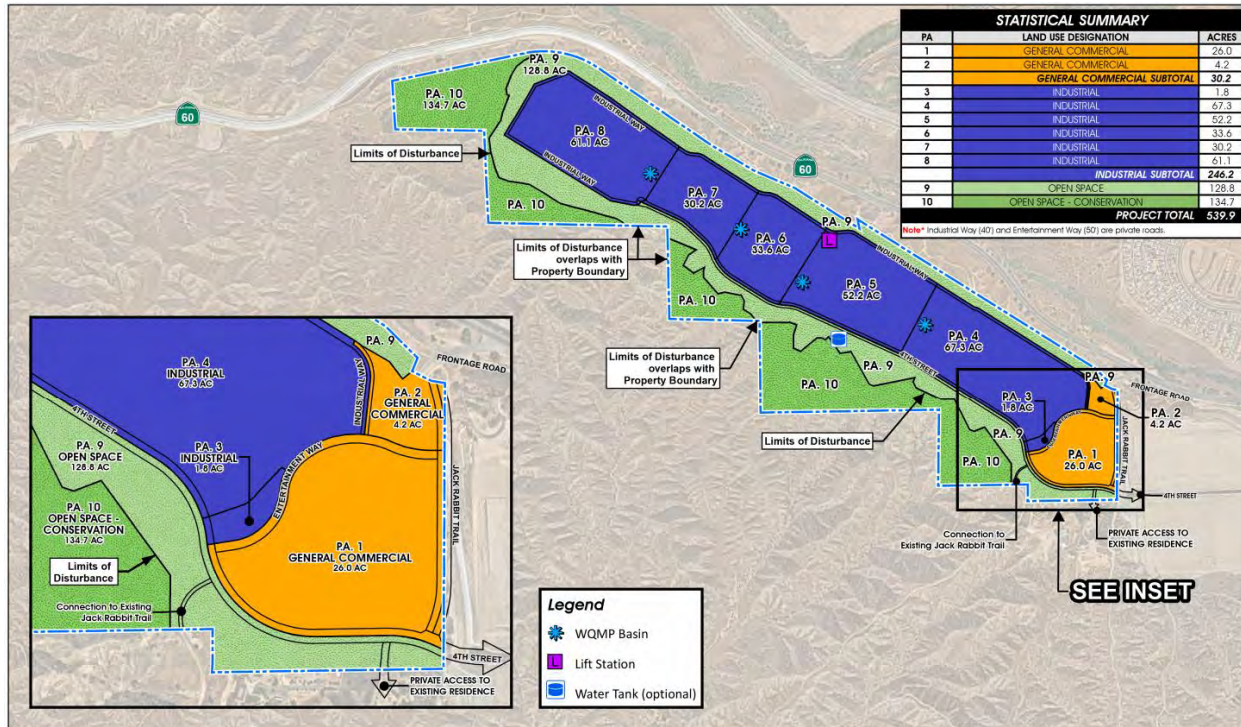 STATISTICAL SUMMARY
PA LAND USE DESIGNATION ACRES
1 GENERAL COMMERCIAL 26.0
2 GENERAL COMMERCIAL 4.2
GENERAL COMMERCIAL SUBTOTAL 30.2
3 INDUSTRIAL 1.8
4 INDUSTRIAL 67.3
5 INDUSTRIAL 52.2
6 INDUSTRIAL 33.6
7 INDUSTRIAL 30.2
8 INDUSTRIAL 61.1
INDUSTRIAL SUBTOTAL 246.2
9 OPEN SPACE 128.8
10 OPEN SPACE - CONSERVATION 134.7
PROJECT TOTAL 539.9
Note* Industrial Way (40') and Entertainment Way (50') are private roads.
60
P.A. 9
128.8 AC
P.A. 10
134.7 AC
INDUSTRIAL WAY
P.A. 8
61.1 AC
Limits of Disturbance
INDUSTRIAL WAY
60
P.A. 7
30.2 AC
P.A. 10
P.A. 9
L
P.A. 6
33.6 AC
INDUSTRIAL WAY
Limits of Disturbance
overlaps with
Property Boundary
P.A. 5
52.2 AC
P.A. 10
P.A. 4
67.3 AC
Limits of Disturbance
overlaps with
Property Boundary
4TH STREET
P.A. 9
P.A. 10
P.A. 9
FRONTAGE ROAD
P.A. 3
1.8 AC
P.A. 2
4.2 AC
JACK RABBIT TRAIL
Limits of Disturbance
P.A. 9
P.A. 1
26.0 AC
P.A. 10
4TH STREET
Connection to
Existing Jack Rabbit Trail
PRIVATE ACCESS TO
EXISTING RESIDENCE
SEE INSET
P.A. 9
FRONTAGE ROAD
P.A. 4
INDUSTRIAL
67.3 AC
INDUSTRIAL WAY
P.A. 2
GENERAL
COMMERCIAL
4.2 AC
4TH STREET
P.A. 9
OPEN SPACE
128.8 AC
P.A. 3
INDUSTRIAL
1.8 AC
ENTERTAINMENT WAY
JACK RABBIT TRAIL
P.A. 10
OPEN SPACE -
CONSERVATION
134.7 AC
P.A. 1
GENERAL COMMERCIAL
26.0 AC
Limits of
Disturbance
Connection to Existing
Jack Rabbit Trail
4TH STREET
PRIVATE ACCESS TO
EXISTING RESIDENCE
Legend
WQMP Basin
L Lift Station
Water Tank (optional)